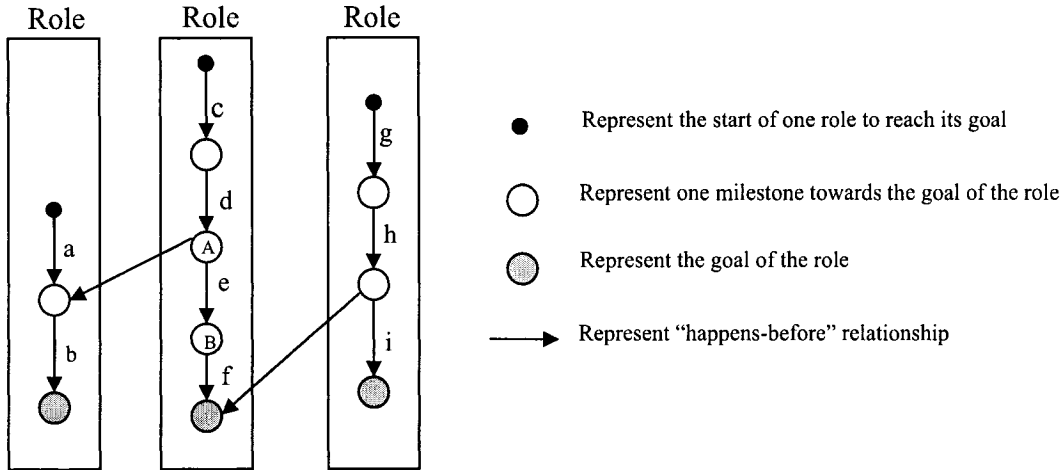 Role
Role
Role
a
b
c
d
A
e
B
f
g
h
i
Represent the start of one role to reach its goal
Represent one milestone towards the goal of the role
Represent the goal of the role
Represent “happens-before” relationship